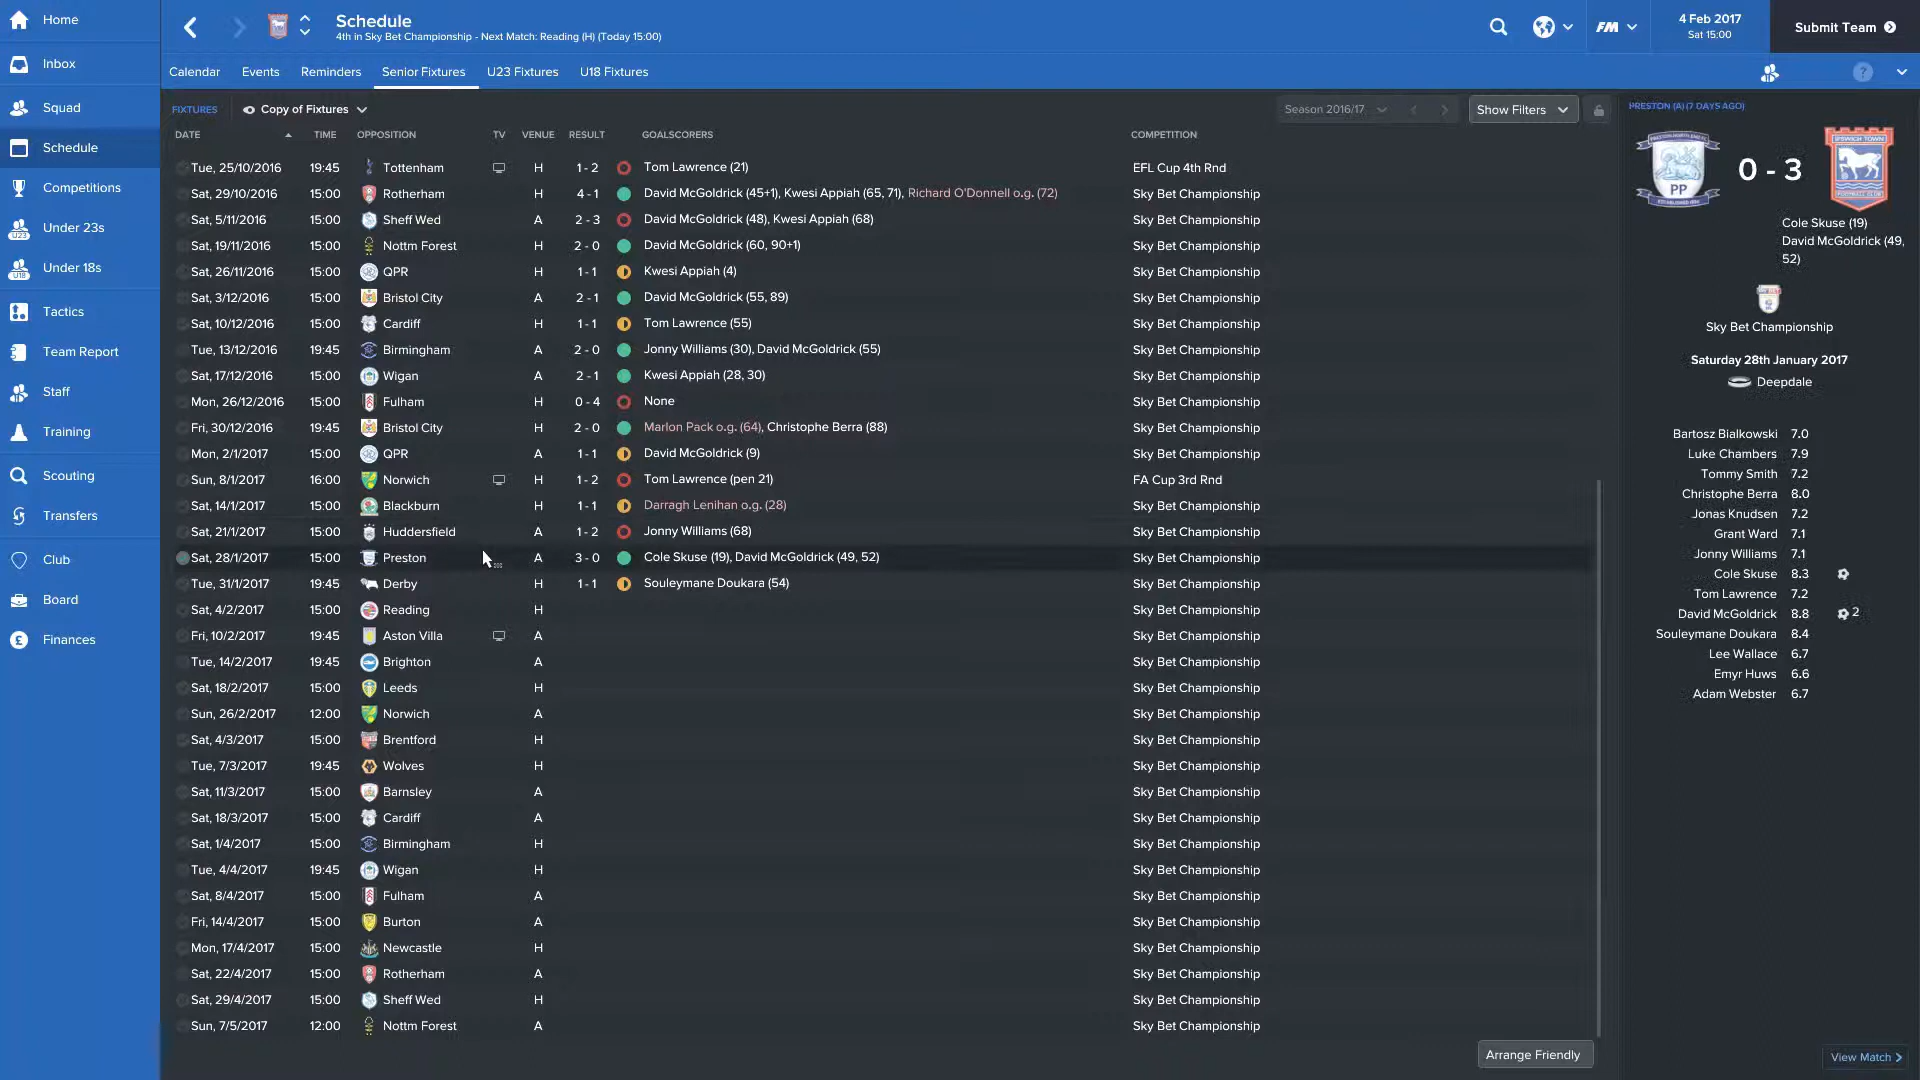 Home
Inbox
Squad
Schedule
Competitions
Under 23s
Under 18s
Tactics
Team Report
Staff
Training
Scouting
Transfers
Club
Board
Finances
Schedule
4th in Sky Bet Championship - Next Match: Reading (H) (Today 15:00)
FM
4 Feb 2017
Sat 15:00
Submit Team
Calendar Events Reminders Senior Fixtures U23 Fixtures U18 Fixtures
FIXTURES Copy of Fixtures Season 2016/17 Show Filters
DATE TIME OPPOSITION TV VENUE RESULT GOALSCORERS COMPETITION
Tue, 25/10/2016 19:45 Tottenham H 1 - 2 Tom Lawrence (21) EFL Cup 4th Rnd
Sat, 29/10/2016 15:00 Rotherham H 4 - 1 David McGoldrick (45+1), Kwesi Appiah (65, 71), Richard O'Donnell o.g. (72) Sky Bet Championship
Sat, 5/11/2016 15:00 Sheff Wed A 2 - 3 David McGoldrick (48), Kwesi Appiah (68) Sky Bet Championship
Sat, 19/11/2016 15:00 Nottm Forest H 2 - 0 David McGoldrick (60, 90+1) Sky Bet Championship
Sat, 26/11/2016 15:00 QPR H 1 - 1 Kwesi Appiah (4) Sky Bet Championship
Sat, 3/12/2016 15:00 Bristol City A 2 - 1 David McGoldrick (55, 89) Sky Bet Championship
Sat, 10/12/2016 15:00 Cardiff H 1 - 1 Tom Lawrence (55) Sky Bet Championship
Tue, 13/12/2016 19:45 Birmingham A 2 - 0 Jonny Williams (30), David McGoldrick (55) Sky Bet Championship
Sat, 17/12/2016 15:00 Wigan A 2 - 1 Kwesi Appiah (28, 30) Sky Bet Championship
Mon, 26/12/2016 15:00 Fulham H 0 - 4 None Sky Bet Championship
Fri, 30/12/2016 19:45 Bristol City H 2 - 0 Marlon Pack o.g. (64), Christophe Berra (88) Sky Bet Championship
Mon, 2/1/2017 15:00 QPR A 1 - 1 David McGoldrick (9) Sky Bet Championship
Sun, 8/1/2017 16:00 Norwich H 1 - 2 Tom Lawrence (pen 21) FA Cup 3rd Rnd
Sat, 14/1/2017 15:00 Blackburn H 1 - 1 Darragh Lenihan o.g. (28) Sky Bet Championship
Sat, 21/1/2017 15:00 Huddersfield A 1 - 2 Jonny Williams (68) Sky Bet Championship
Sat, 28/1/2017 15:00 Preston A 3 - 0 Cole Skuse (19), David McGoldrick (49, 52) Sky Bet Championship
Tue, 31/1/2017 19:45 Derby H 1 - 1 Souleymane Doukara (54) Sky Bet Championship
Sat, 4/2/2017 15:00 Reading H Sky Bet Championship
Fri, 10/2/2017 19:45 Aston Villa A Sky Bet Championship
Tue, 14/2/2017 19:45 Brighton A Sky Bet Championship
Sat, 18/2/2017 15:00 Leeds H Sky Bet Championship
Sun, 26/2/2017 12:00 Norwich A Sky Bet Championship
Sat, 4/3/2017 15:00 Brentford H Sky Bet Championship
Tue, 7/3/2017 19:45 Wolves H Sky Bet Championship
Sat, 11/3/2017 15:00 Barnsley A Sky Bet Championship
Sat, 18/3/2017 15:00 Cardiff A Sky Bet Championship
Sat, 1/4/2017 15:00 Birmingham H Sky Bet Championship
Tue, 4/4/2017 19:45 Wigan H Sky Bet Championship
Sat, 8/4/2017 15:00 Fulham A Sky Bet Championship
Fri, 14/4/2017 15:00 Burton A Sky Bet Championship
Mon, 17/4/2017 15:00 Newcastle H Sky Bet Championship
Sat, 22/4/2017 15:00 Rotherham A Sky Bet Championship
Sat, 29/4/2017 15:00 Sheff Wed H Sky Bet Championship
Sun, 7/5/2017 12:00 Nottm Forest A Sky Bet Championship
Arrange Friendly
PRESTON (A) (7 DAYS AGO)
PP
0 - 3
Cole Skuse (19)
David McGoldrick (49,
52)
Sky Bet Championship
Saturday 28th January 2017
Deepdale
Bartosz Bialkowski 7.0
Luke Chambers 7.9
Tommy Smith 7.2
Christophe Berra 8.0
Jonas Knudsen 7.2
Grant Ward 7.1
Jonny Williams 7.1
Cole Skuse 8.3
Tom Lawrence 7.2
David McGoldrick 8.8 2
Souleymane Doukara 8.4
Lee Wallace 6.7
Emyr Huws 6.6
Adam Webster 6.7
View Match